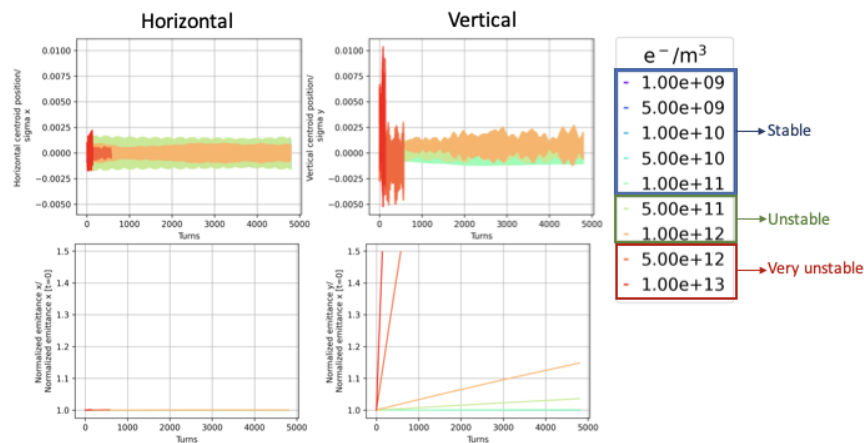 Horizontal
Vertical
Horizontal centroid position/
sigma x
0.0100
0.0075
0.0050
0.0025
0.0000
−0.0025
−0.0050
0 1000 2000 3000 4000 5000
Turns
Vertical centroid position/
sigma y
0.0100
0.0075
0.0050
0.0025
0.0000
−0.0025
−0.0050
0 1000 2000 3000 4000 5000
Turns
e⁻/m³
1.00e+09
5.00e+09
1.00e+10
5.00e+10
1.00e+11
5.00e+11
1.00e+12
5.00e+12
1.00e+13
Stable
Unstable
Very unstable
Normalized emittance x/
Normalized emittance x [t=0]
1.5
1.4
1.3
1.2
1.1
1.0
0 1000 2000 3000 4000 5000
Turns
Normalized emittance y/
Normalized emittance x [t=0]
1.5
1.4
1.3
1.2
1.1
1.0
0 1000 2000 3000 4000 5000
Turns